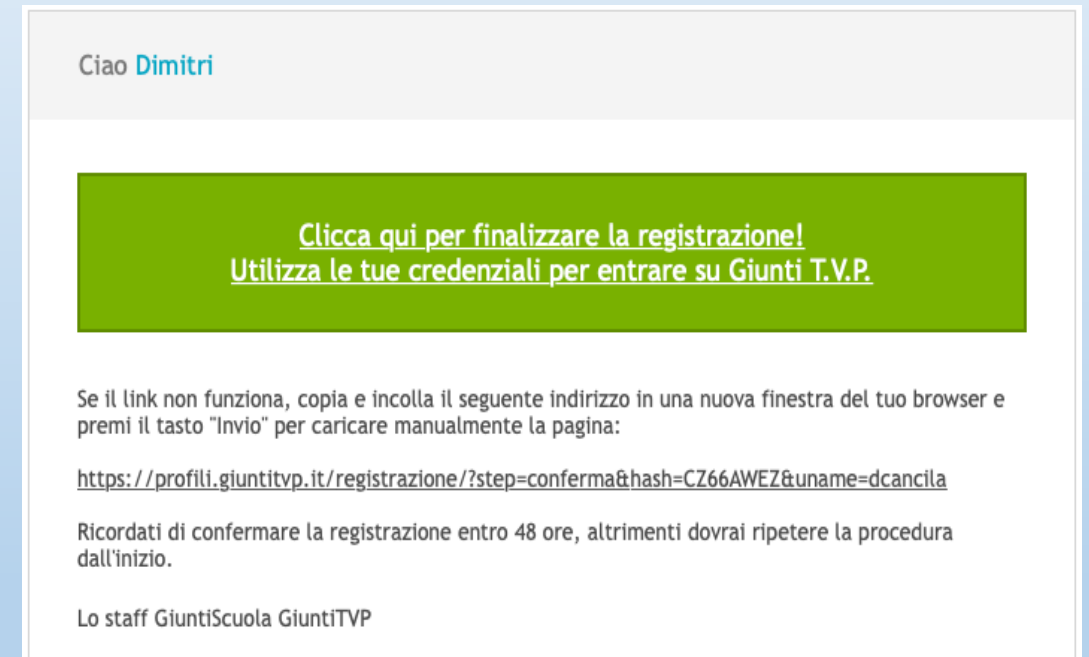 Ciao Dimitri
Clicca qui per finalizzare la registrazione!
Utilizza le tue credenziali per entrare su Giunti T.V.P.
Se il link non funziona, copia e incolla il seguente indirizzo in una nuova finestra del tuo browser e
premi il tasto "Invio" per caricare manualmente la pagina:
https://profili.giuntitvp.it/registrazione/?step=conferma&hash=CZ66AWEZ&uname=dcancila
Ricordati di confermare la registrazione entro 48 ore, altrimenti dovrai ripetere la procedura
dall'inizio.
Lo staff GiuntiScuola GiuntiTVP